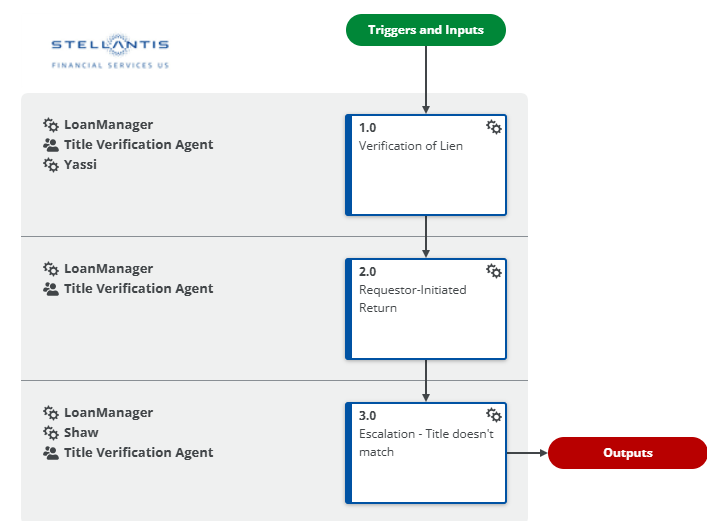 Triggers and Inputs
STELLANTIS
FINANCIAL SERVICES US
LoanManager
Title Verification Agent
Yassi
1.0
Verification of Lien
LoanManager
Title Verification Agent
2.0
Requestor-Initiated
Return
LoanManager
Shaw
Title Verification Agent
3.0
Escalation - Title doesn't
match
Outputs